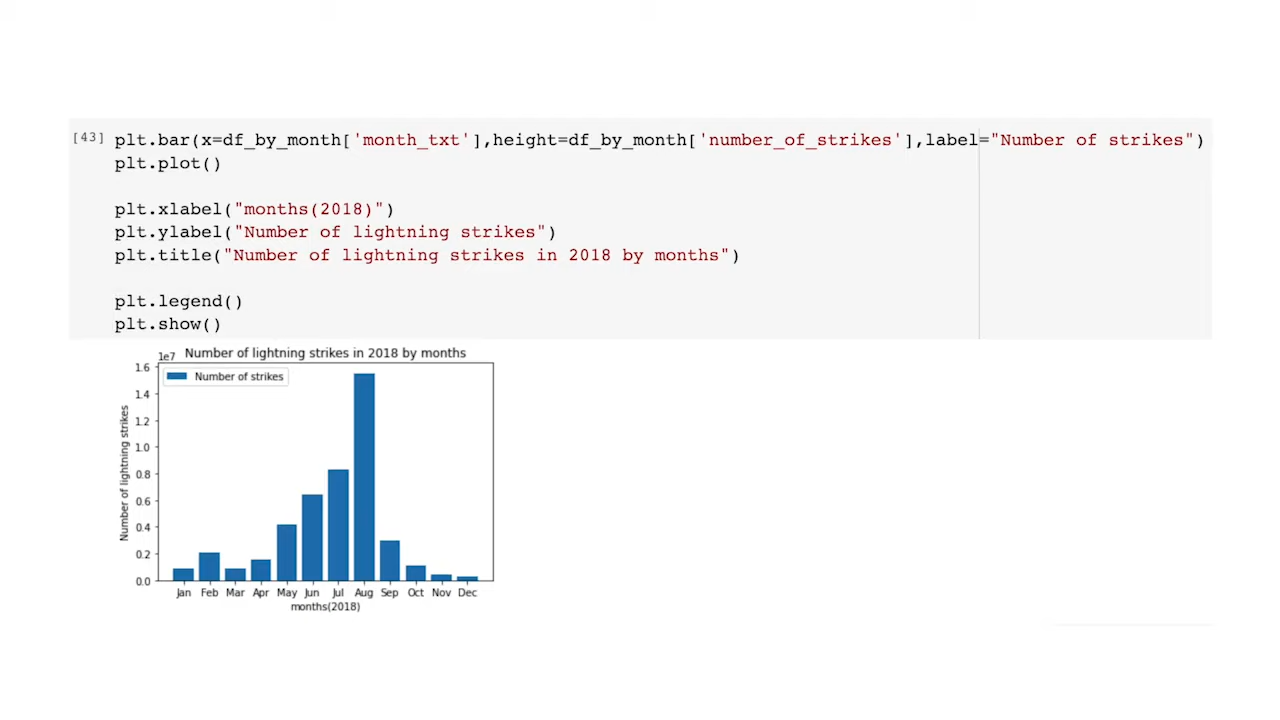 [43] plt.bar(x=df_by_month['month_txt'],height=df_by_month['number_of_strikes'],label="Number of strikes")
plt.plot()
plt.xlabel("months(2018)")
plt.ylabel("Number of lightning strikes")
plt.title("Number of lightning strikes in 2018 by months")
plt.legend()
plt.show()
1e7 Number of lightning strikes in 2018 by months
Number of strikes
Number of lightning strikes
1.6
1.4
1.2
1.0
0.8
0.6
0.4
0.2
0.0
Jan Feb Mar Apr May Jun Jul Aug Sep Oct Nov Dec
months(2018)